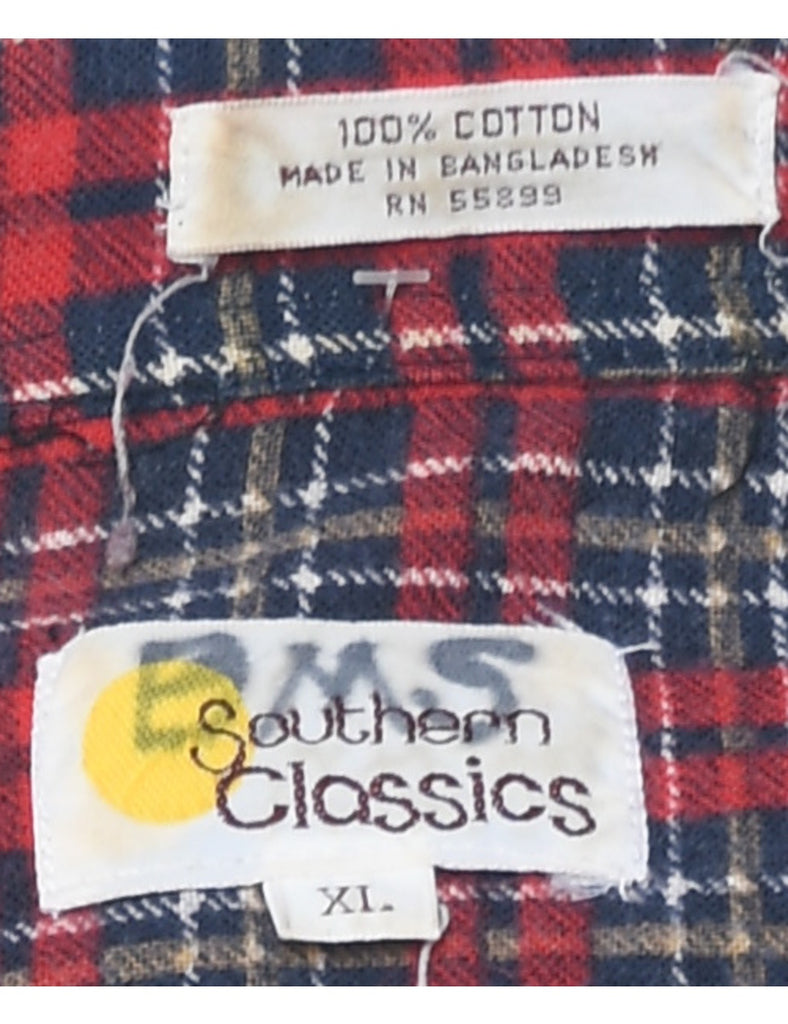 100% COTTON
MADE IN BANGLADESH
RN 55899
B.M.S
Southern
Classics
XL